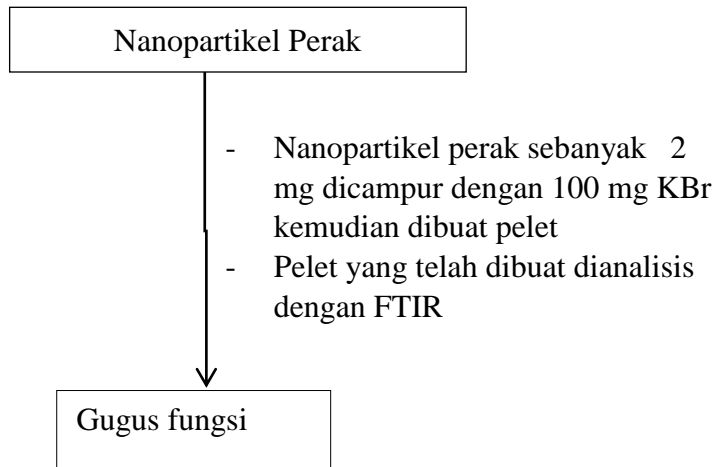 Nanopartikel Perak
- Nanopartikel perak sebanyak 2
mg dicampur dengan 100 mg KBr
kemudian dibuat pelet
- Pelet yang telah dibuat dianalisis
dengan FTIR
Gugus fungsi